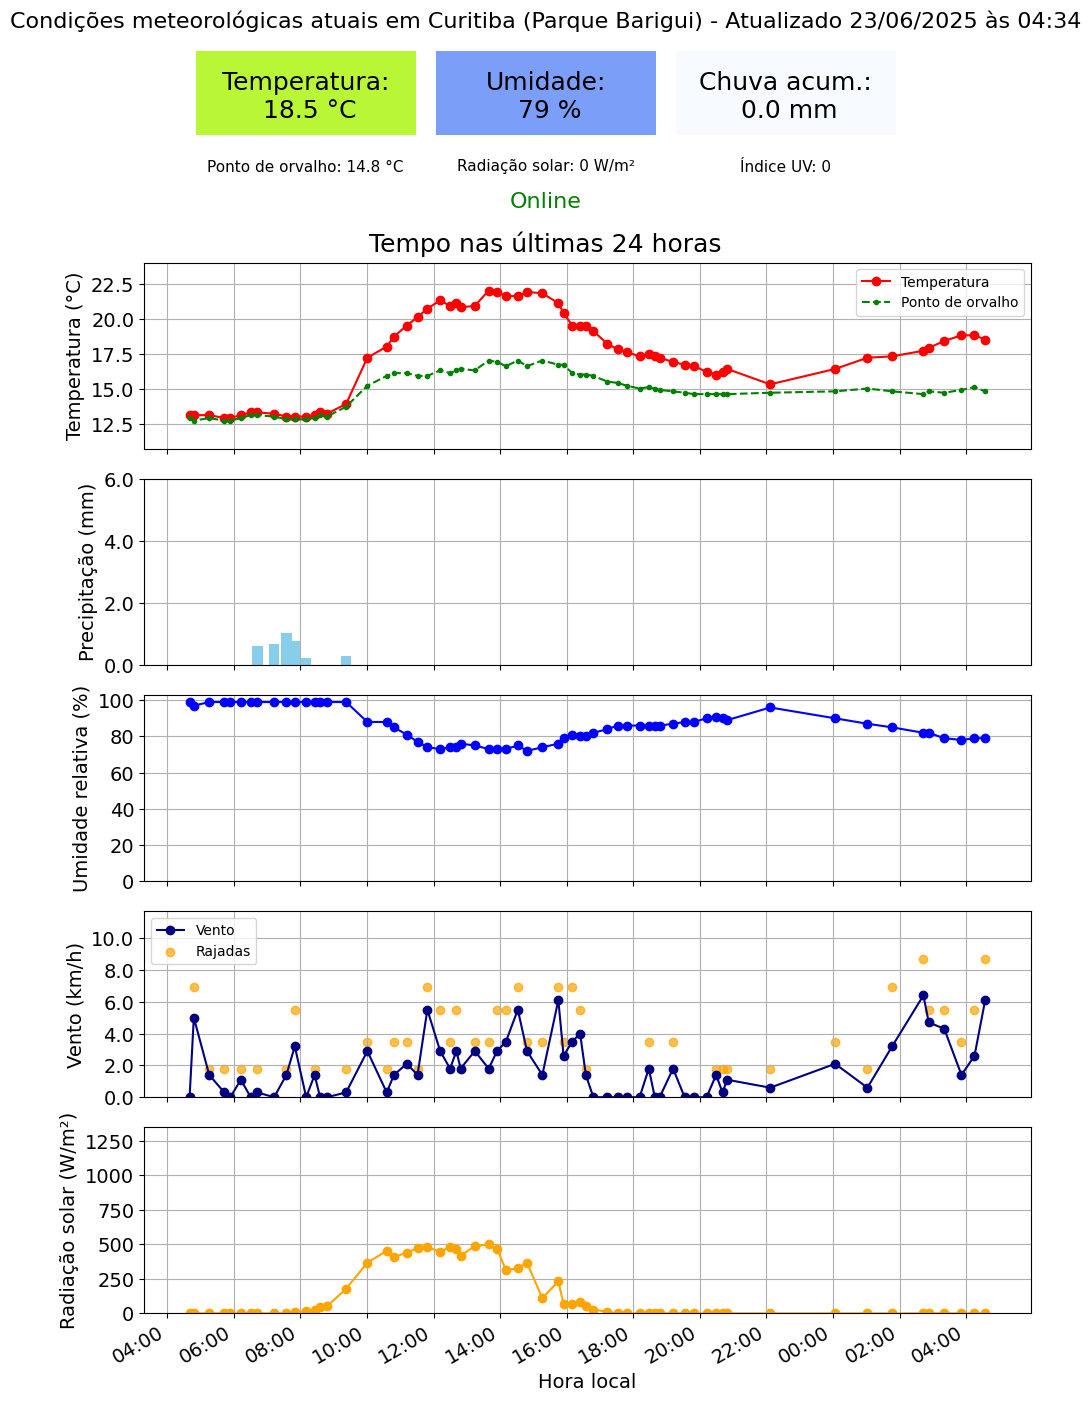 Condições meteorológicas atuais em Curitiba (Parque Barigui) - Atualizado 23/06/2025 às 04:34
Temperatura:
18.5 °C
Umidade:
79 %
Chuva acum.:
0.0 mm
Ponto de orvalho: 14.8 °C
Radiação solar: 0 W/m²
Índice UV: 0
Online
Tempo nas últimas 24 horas
Temperatura (°C)
22.5
20.0
17.5
15.0
12.5
Temperatura
Ponto de orvalho
Precipitação (mm)
6.0
4.0
2.0
0.0
Umidade relativa (%)
100
80
60
40
20
0
Vento (km/h)
10.0
8.0
6.0
4.0
2.0
0.0
Vento
Rajadas
Radiação solar (W/m²)
1250
1000
750
500
250
0
04:00
06:00
08:00
10:00
12:00
14:00
16:00
18:00
20:00
22:00
00:00
02:00
04:00
Hora local